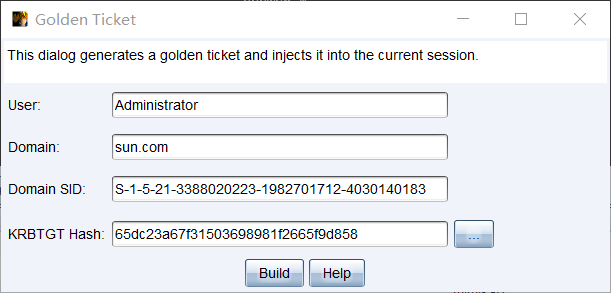 Golden Ticket
This dialog generates a golden ticket and injects it into the current session.
User: Administrator
Domain: sun.com
Domain SID: S-1-5-21-3388020223-1982701712-4030140183
KRBTGT Hash: 65dc23a67f31503698981f2665f9d858 ...
Build Help